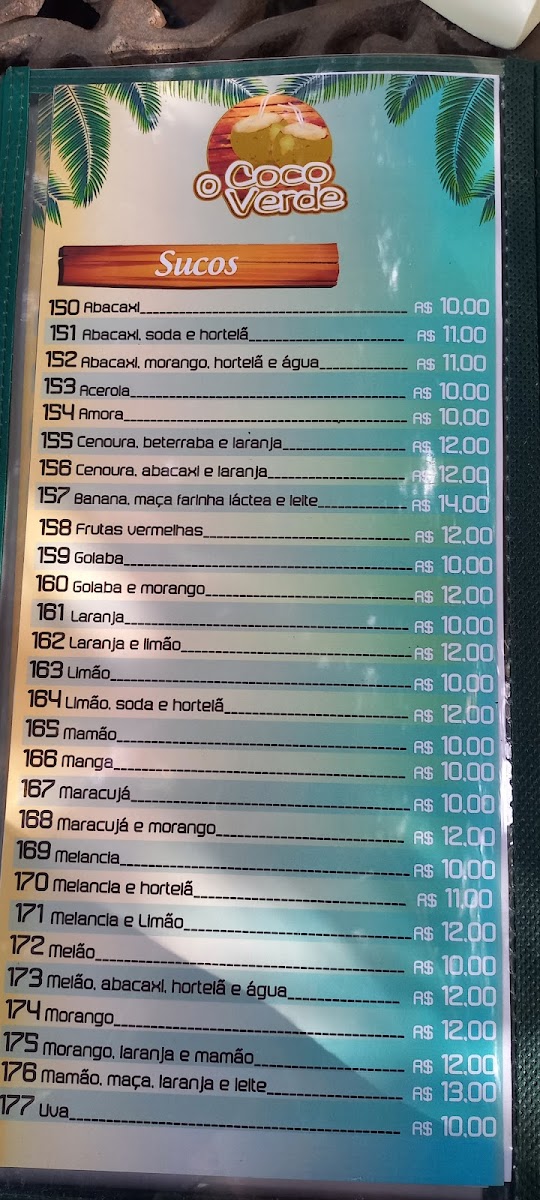 O Coco
Verde
Sucos
150 Abacaxi R$ 10,00
151 Abacaxi, soda e hortelã R$ 11,00
152 Abacaxi, morango, hortelã e água R$ 11,00
153 Acerola R$ 10,00
154 Amora R$ 10,00
155 Cenoura, beterraba e laranja R$ 12,00
156 Cenoura, abacaxi e laranja R$ 12,00
157 Banana, maça farinha láctea e leite R$ 14,00
158 Frutas vermelhas R$ 12,00
159 Goiaba R$ 10,00
160 Goiaba e morango R$ 12,00
161 Laranja R$ 10,00
162 Laranja e limão R$ 12,00
163 Limão R$ 10,00
164 Limão, soda e hortelã R$ 12,00
165 Mamão R$ 10,00
166 Manga R$ 10,00
167 Maracujá R$ 10,00
168 Maracujá e morango R$ 12,00
169 Melancia R$ 10,00
170 Melancia e hortelã R$ 11,00
171 Melancia e Limão R$ 12,00
172 Melão R$ 10,00
173 Melão, abacaxi, hortelã e água R$ 12,00
174 Morango R$ 12,00
175 Morango, laranja e mamão R$ 12,00
176 Mamão, maça, laranja e leite R$ 13,00
177 Uva R$ 10,00